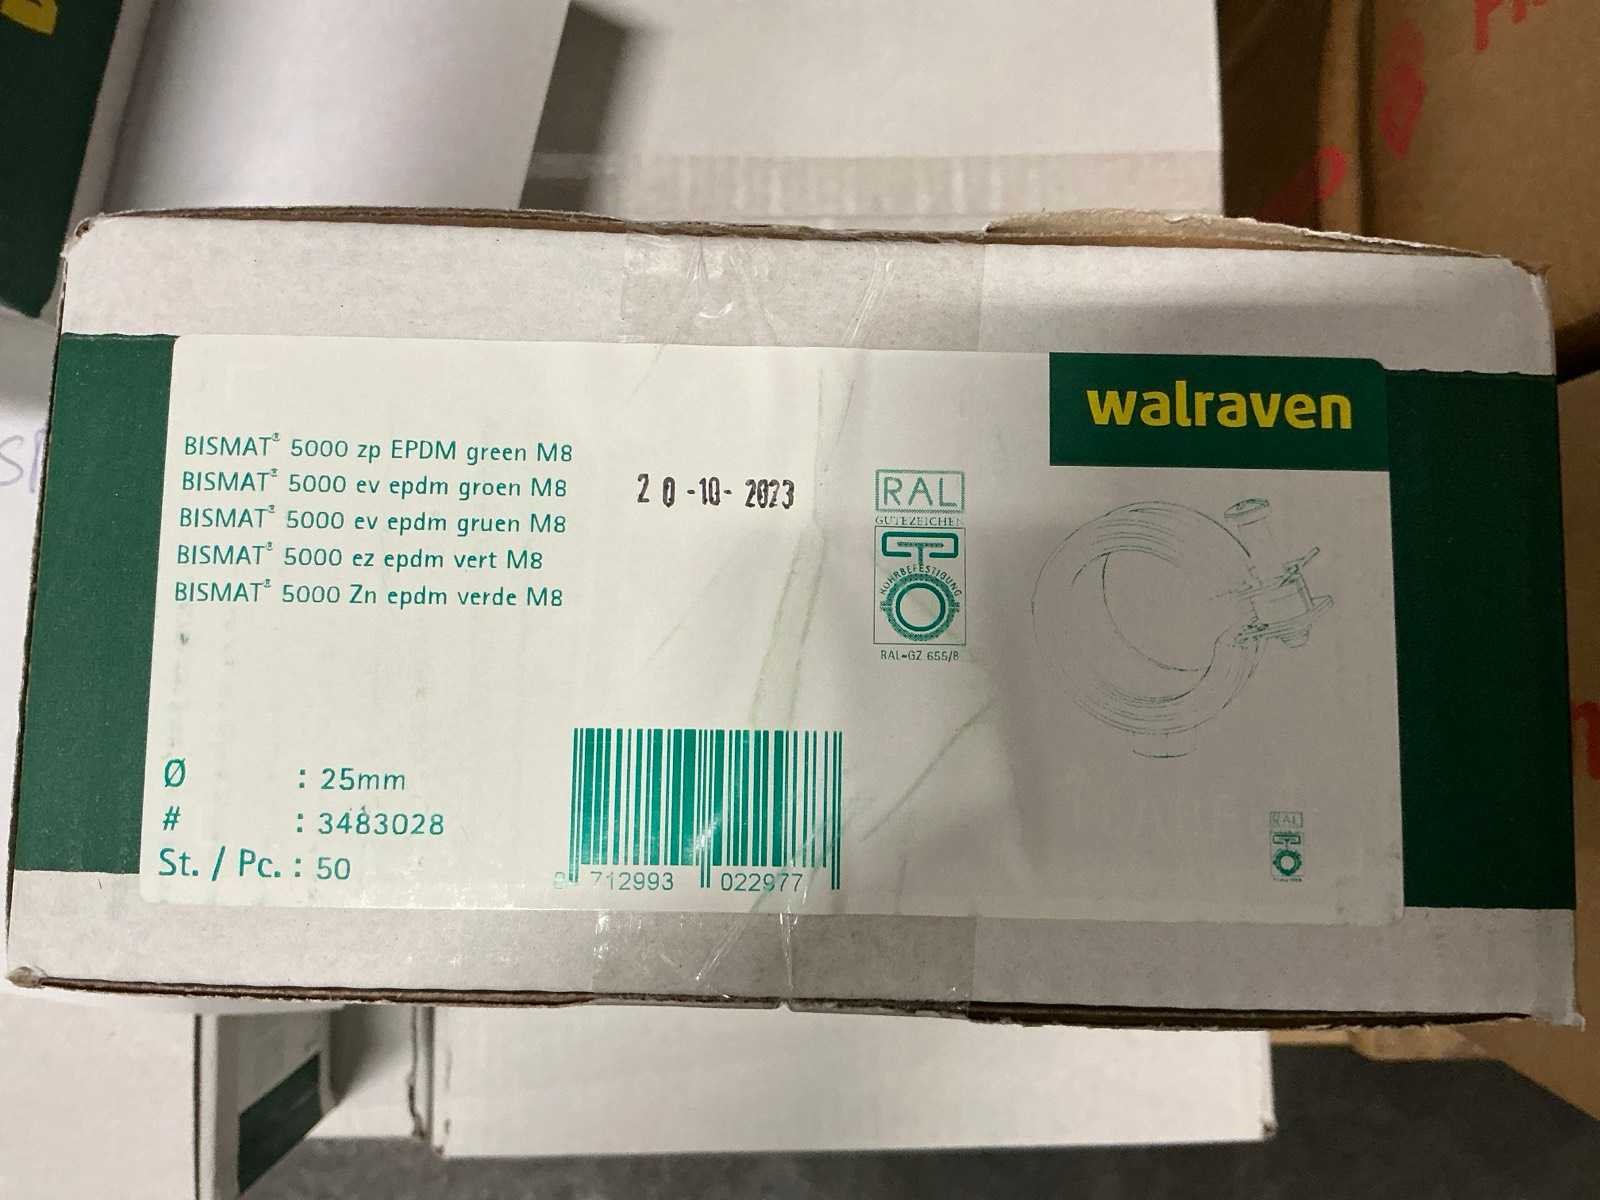 walraven
BISMAT® 5000 zp EPDM green M8
BISMAT® 5000 ev epdm groen M8
BISMAT® 5000 ev epdm gruen M8
BISMAT® 5000 ez epdm vert M8
BISMAT® 5000 Zn epdm verde M8
20-10-2023
RAL
GÜTEZEICHEN
ROHRBEFESTIGUNG
RAL-GZ 655/B
Ø : 25mm
# : 3483028
St. / Pc. : 50
8 712993 022977
RAL